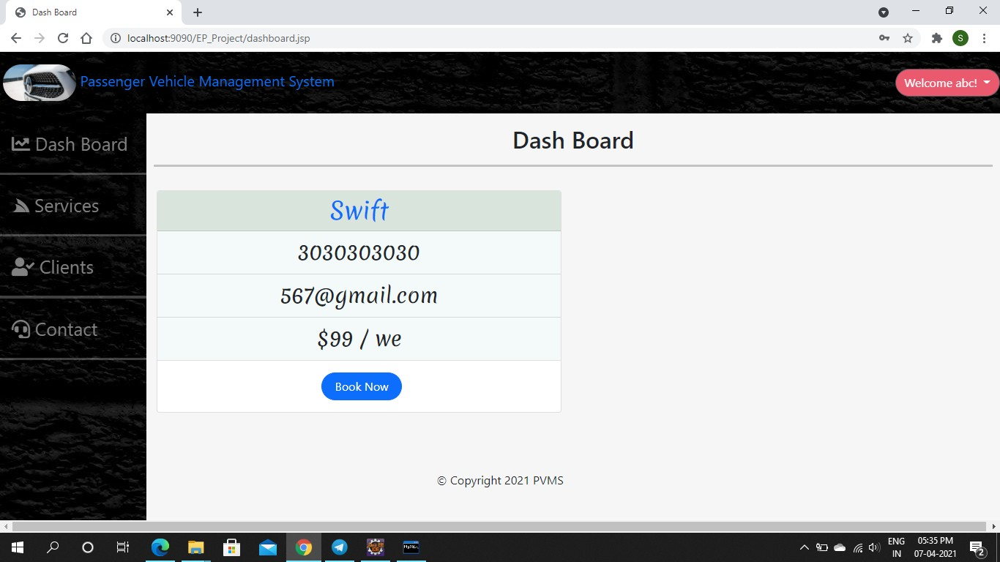 Dash Board
localhost:9090/EP_Project/dashboard.jsp
S
Passenger Vehicle Management System
Welcome abc!
Dash Board
Services
Clients
Contact
Dash Board
Swift
3030303030
567@gmail.com
$99 / we
Book Now
© Copyright 2021 PVMS
ENG
IN
05:35 PM
07-04-2021
2